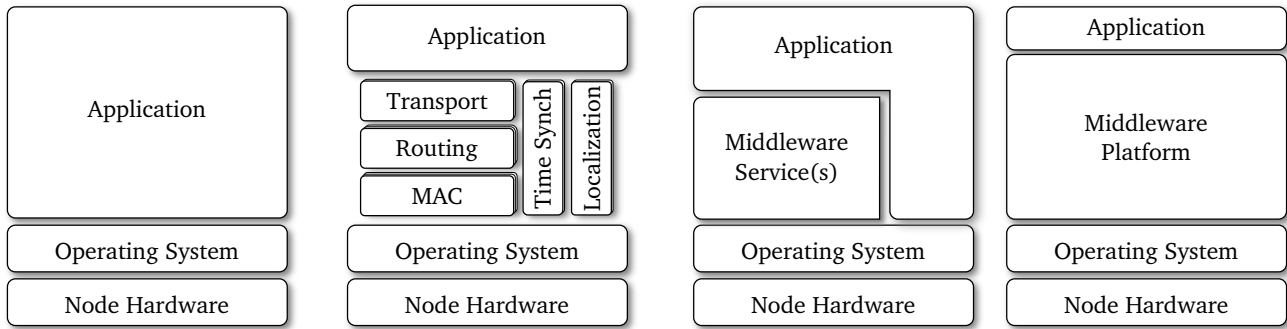 Application
Operating System
Node Hardware
Application
Transport
Routing
MAC
Time Synch
Localization
Operating System
Node Hardware
Application
Middleware
Service(s)
Operating System
Node Hardware
Application
Middleware
Platform
Operating System
Node Hardware